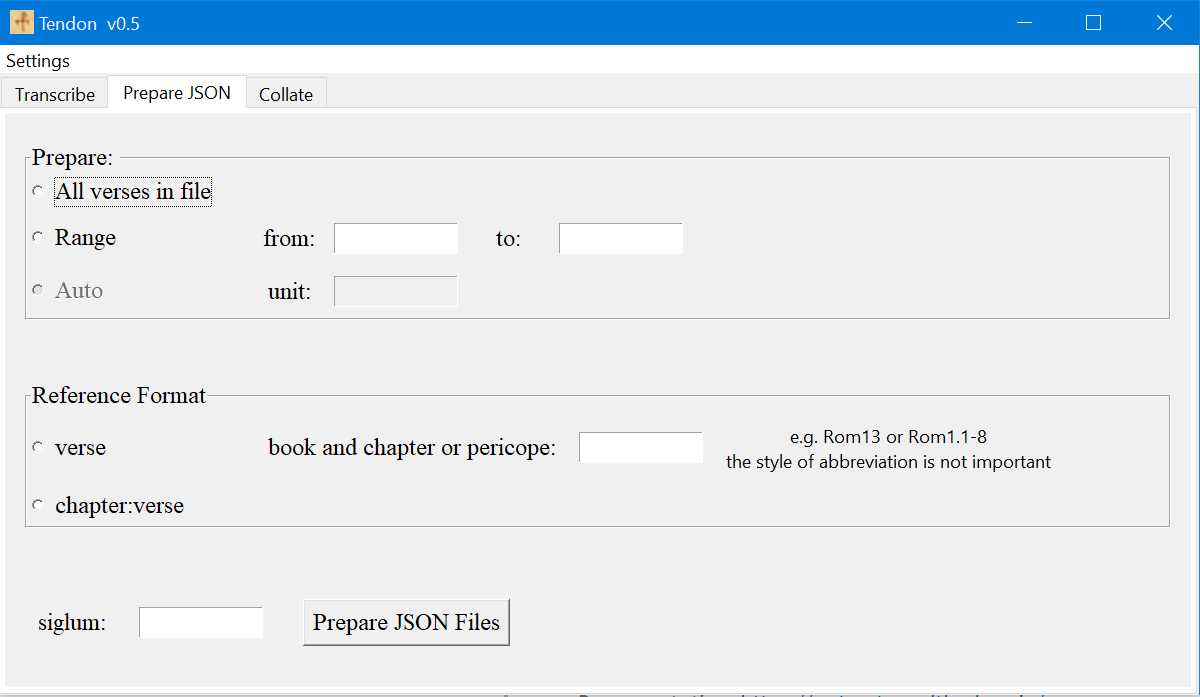 Tendon v0.5
Settings
Transcribe Prepare JSON Collate
Prepare:
All verses in file
Range from: to:
Auto unit:
Reference Format
verse book and chapter or pericope: e.g. Rom13 or Rom1.1-8
the style of abbreviation is not important
chapter:verse
siglum: Prepare JSON Files